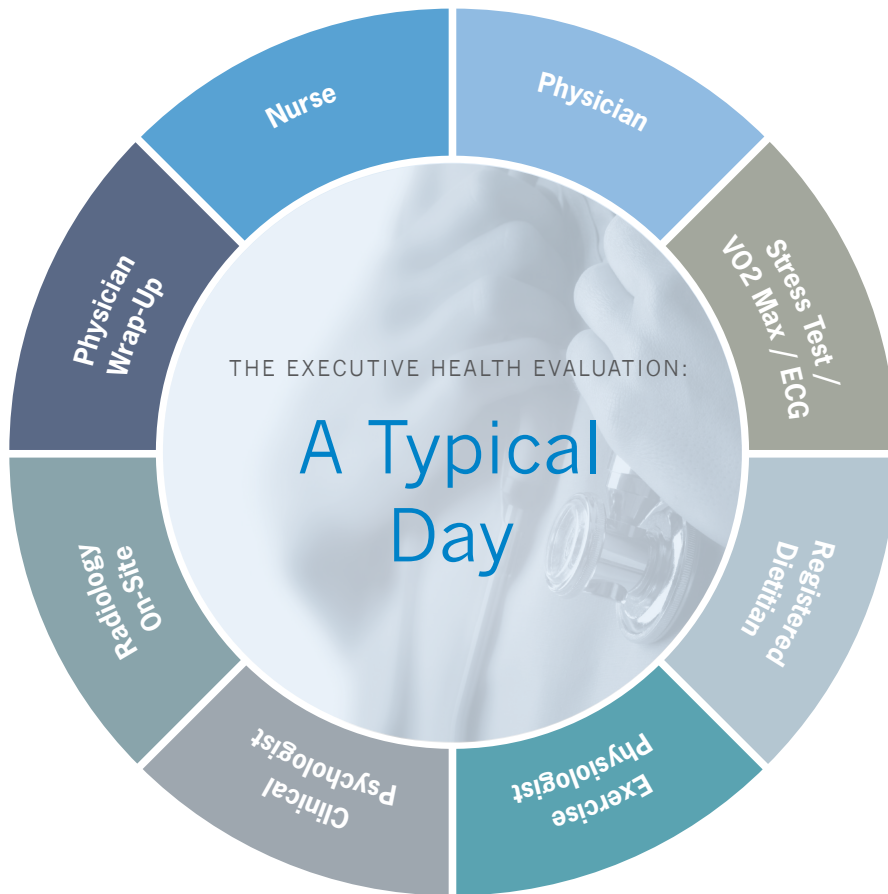 Nurse
Physician
Stress Test /
VO2 Max / ECG
Registered
Dietitian
Exercise
Physiologist
Clinical
Psychologist
Radiology
On-Site
Physician
Wrap-Up
THE EXECUTIVE HEALTH EVALUATION:
A Typical
Day